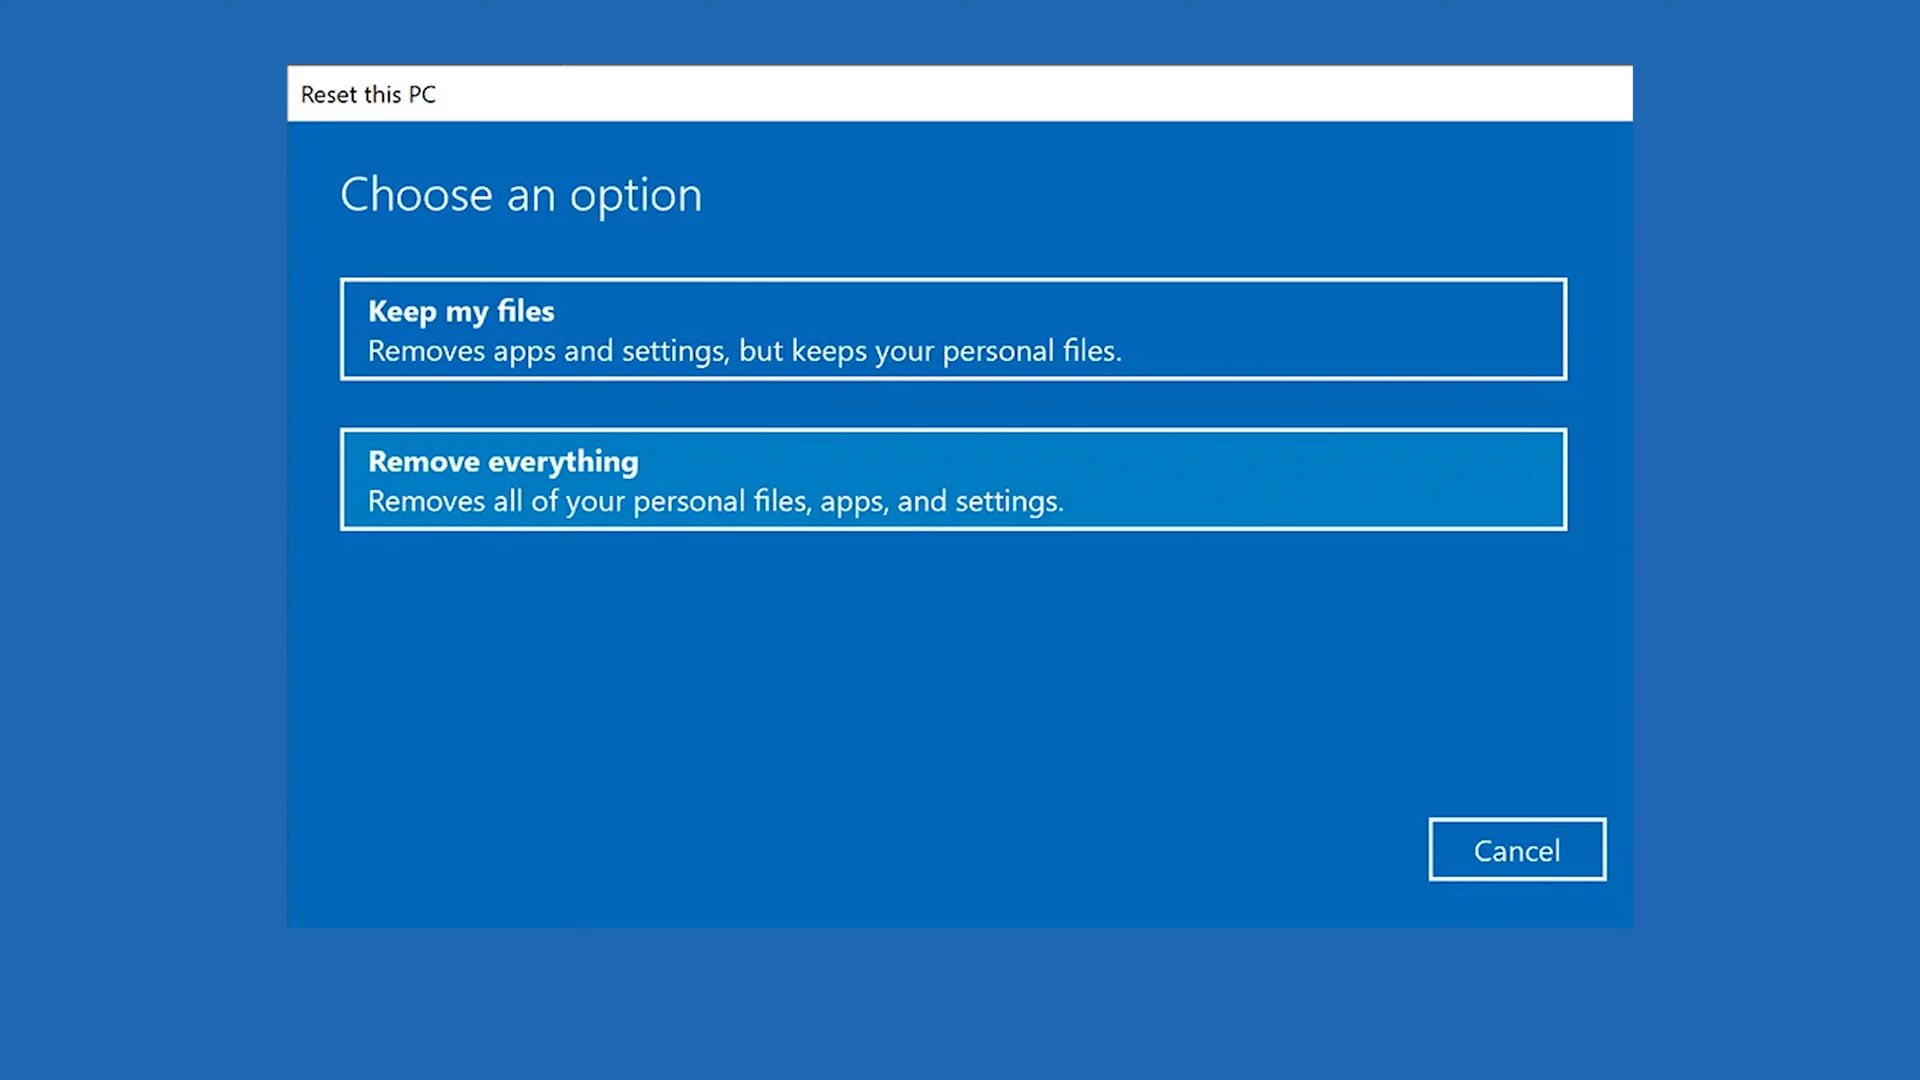 Reset this PC
Choose an option
Keep my files
Removes apps and settings, but keeps your personal files.
Remove everything
Removes all of your personal files, apps, and settings.
Cancel